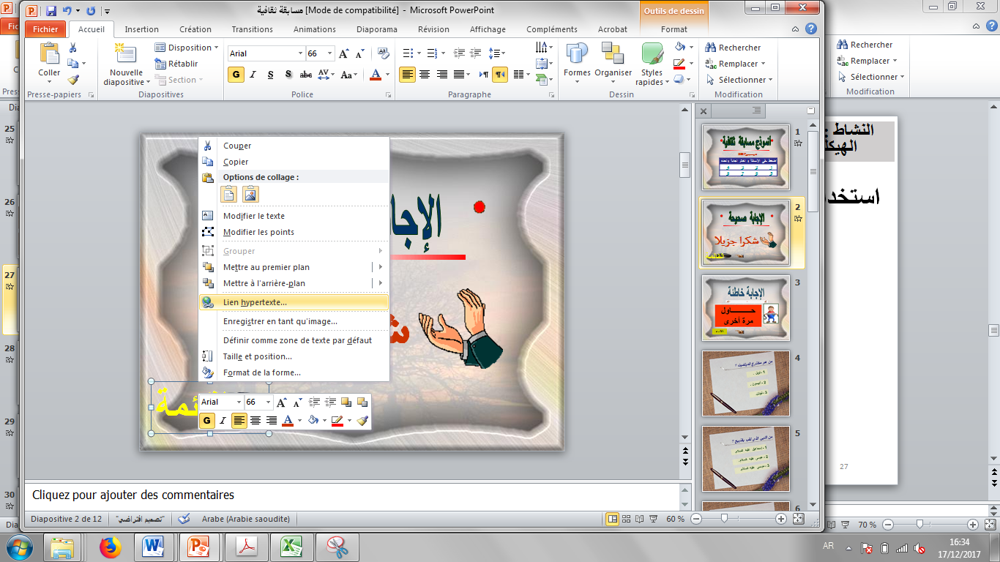 مسابقة ثقافية [Mode de compatibilité] - Microsoft PowerPoint
Outils de dessin
Fichier
Accueil
Insertion
Création
Transitions
Animations
Diaporama
Révision
Affichage
Compléments
Acrobat
Format
Coller
Presse-papiers
Nouvelle diapositive
Disposition
Rétablir
Section
Diapositives
Arial
66
G I S S abc AV Aa A
Police
Paragraphe
Formes
Organiser
Styles rapides
Dessin
Rechercher
Remplacer
Sélectionner
Modification
Rechercher
Remplacer
Sélectionner
Modification
25
26
27
28
29
30
Couper
Copier
Options de collage :
Modifier le texte
Modifier les points
Grouper
Mettre au premier plan
Mettre à l'arrière-plan
Lien hypertexte...
Enregistrer en tant qu'image...
Définir comme zone de texte par défaut
Taille et position...
Format de la forme...
Arial
66
G I
1
أنموذج مسابقة ثقافية
2
الإجابة صحيحة
شكرا جزيلا
3
الإجابة خاطئة
حــــاول
مرة أخرى
4
5
6
النشاط :
27
Cliquez pour ajouter des commentaires
Diapositive 2 de 12
"تصميم افتراضي"
Arabe (Arabie saoudite)
60 %
70 %
AR
16:34
17/12/2017